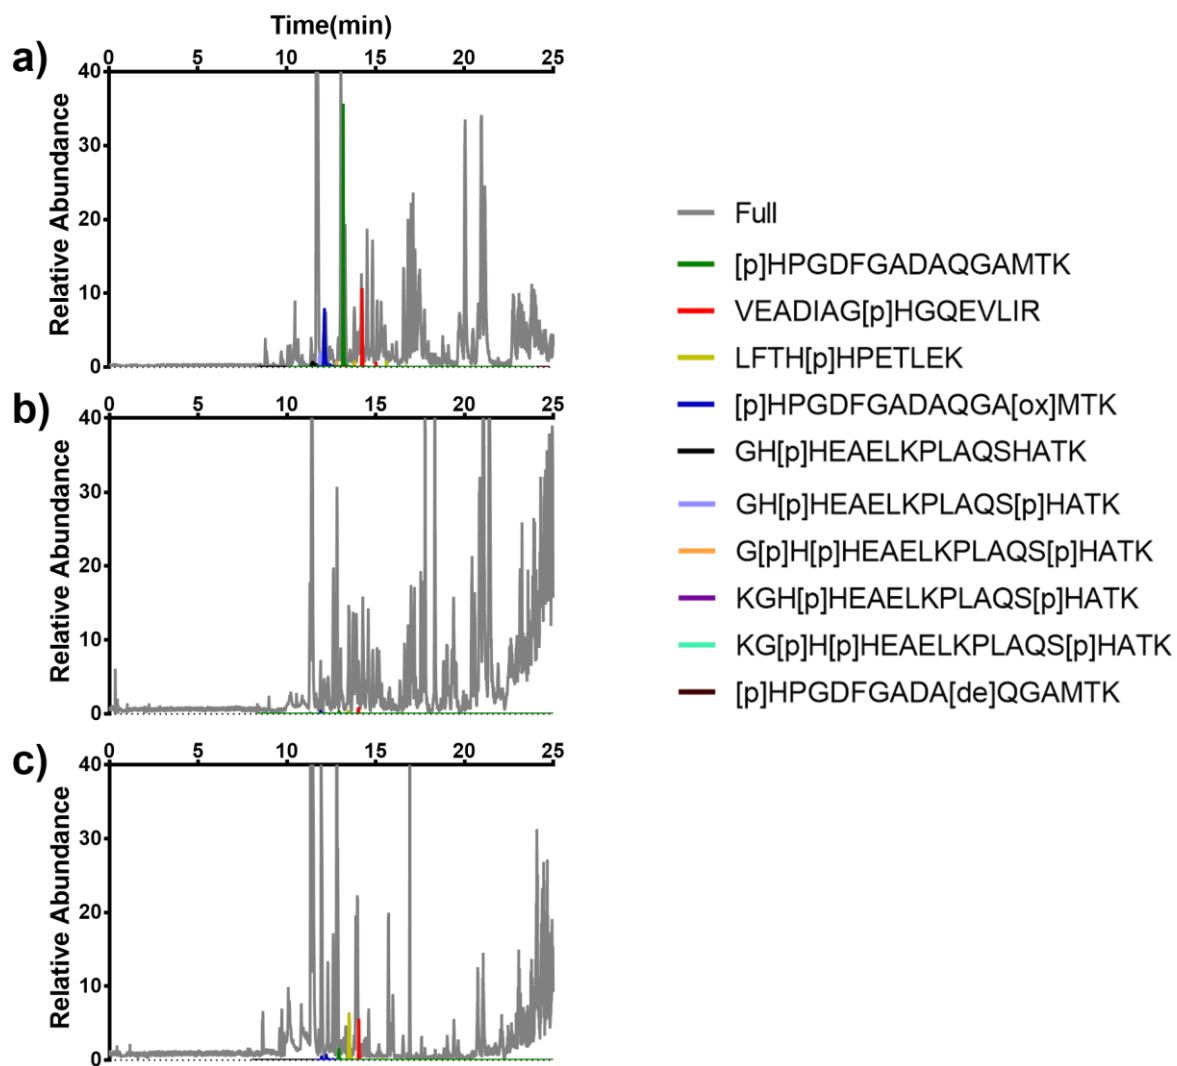 Time(min)
a)
0 5 10 15 20 25
40
30
20
10
0
Relative Abundance
b)
0 5 10 15 20 25
40
30
20
10
0
Relative Abundance
c)
0 5 10 15 20 25
40
30
20
10
0
Relative Abundance
Full
[p]HPGDFGADAQGAMTK
VEADIAG[p]HGQEVLIR
LFTH[p]HPETLEK
[p]HPGDFGADAQGA[ox]MTK
GH[p]HEAELKPLAQSHATK
GH[p]HEAELKPLAQS[p]HATK
G[p]H[p]HEAELKPLAQS[p]HATK
KGH[p]HEAELKPLAQS[p]HATK
KG[p]H[p]HEAELKPLAQS[p]HATK
[p]HPGDFGADA[de]QGAMTK